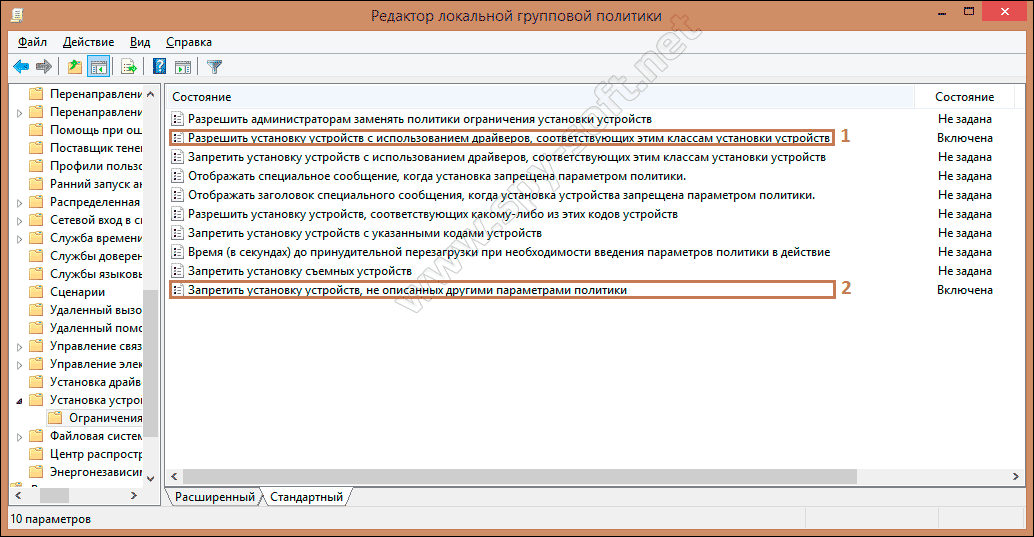 Редактор локальной групповой политики
Файл Действие Вид Справка
Перенаправлени
Перенаправлени
Помощь при ош
Поставщик тене
Профили пользо
Ранний запуск ан
Распределенная
Сетевой вход в си
Служба времени
Службы доверен
Службы языковь
Сценарии
Удаленный вызо
Удаленный помо
Управление связ
Управление элек
Установка драйв
Установка устро
Ограничения
Файловая систем
Центр распростр
Энергонезависим
Состояние Состояние
Разрешить администраторам заменять политики ограничения установки устройств Не задана
Разрешить установку устройств с использованием драйверов, соответствующих этим классам установки устройств 1 Включена
Запретить установку устройств с использованием драйверов, соответствующих этим классам установки устройств Не задана
Отображать специальное сообщение, когда установка запрещена параметром политики. Не задана
Отображать заголовок специального сообщения, когда установка устройства запрещена параметром политики. Не задана
Разрешить установку устройств, соответствующих какому-либо из этих кодов устройств Не задана
Запретить установку устройств с указанными кодами устройств Не задана
Время (в секундах) до принудительной перезагрузки при необходимости введения параметров политики в действие Не задана
Запретить установку съемных устройств Не задана
Запретить установку устройств, не описанных другими параметрами политики 2 Включена
Расширенный Стандартный
10 параметров